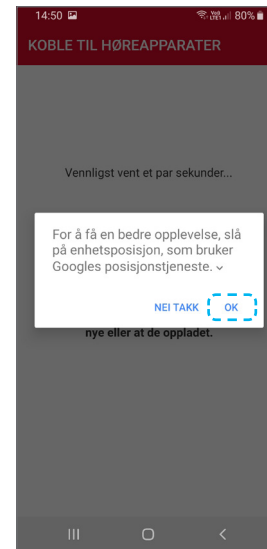 14:50 80%
KOBLE TIL HØREAPPARATER
Vennligst vent et par sekunder...
For å få en bedre opplevelse, slå
på enhetsposisjon, som bruker
Googles posisjonstjeneste.
NEI TAKK OK
nye eller at de oppladet.